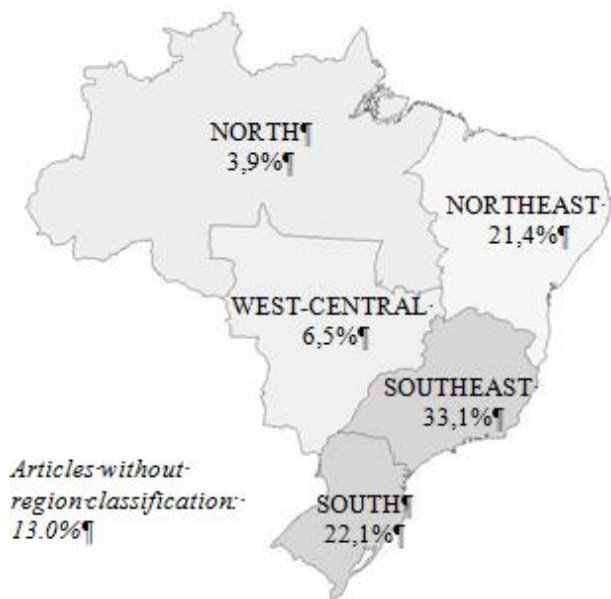 NORTH¶
3,9%¶
NORTHEAST·
21,4%¶
WEST-CENTRAL·
6,5%¶
SOUTHEAST·
33,1%¶
Articles·without·
region·classification:·
13.0%¶
SOUTH¶
22,1%¶